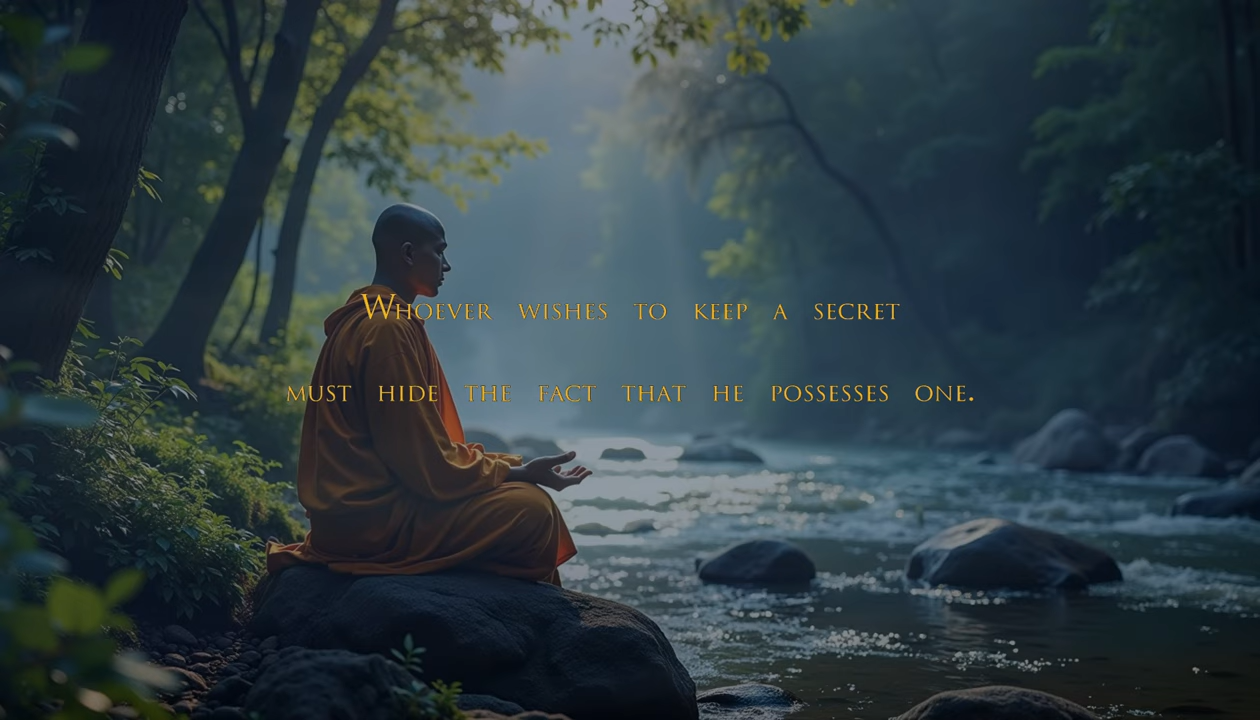 Whoever wishes to keep a secret
must hide the fact that he possesses one.